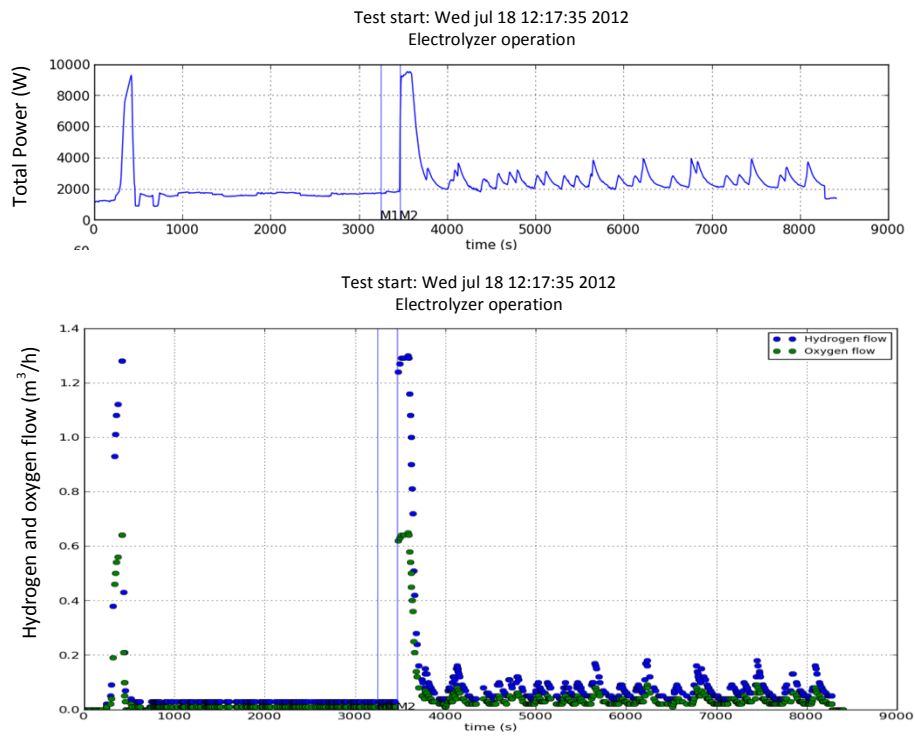 Test start: Wed jul 18 12:17:35 2012
Electrolyzer operation
Total Power (W)
10000
8000
6000
4000
2000
0
M1 M2
0 1000 2000 3000 4000 5000 6000 7000 8000 9000
time (s)
Test start: Wed jul 18 12:17:35 2012
Electrolyzer operation
Hydrogen and oxygen flow (m³/h)
1.4
1.2
1.0
0.8
0.6
0.4
0.2
0.0
Hydrogen flow
Oxygen flow
M2
0 1000 2000 3000 4000 5000 6000 7000 8000 9000
time (s)